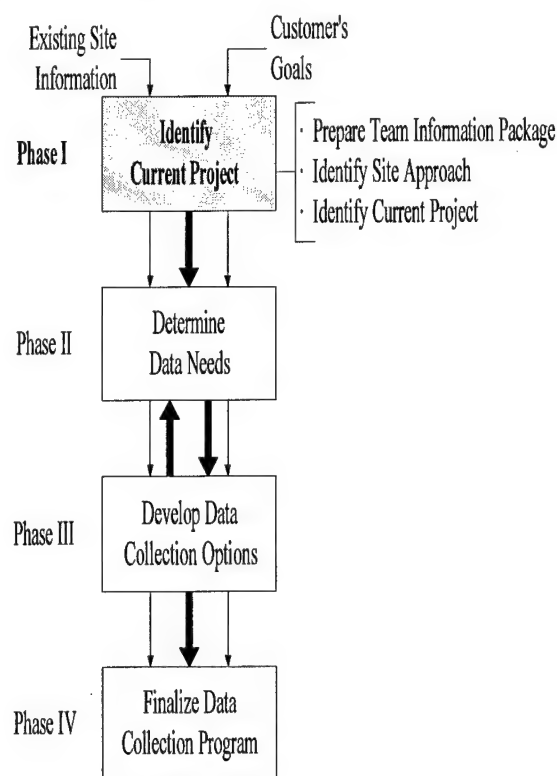 Existing Site
Information
Customer's
Goals
Phase I
Identify
Current Project
· Prepare Team Information Package
· Identify Site Approach
· Identify Current Project
Phase II
Determine
Data Needs
Phase III
Develop Data
Collection Options
Phase IV
Finalize Data
Collection Program